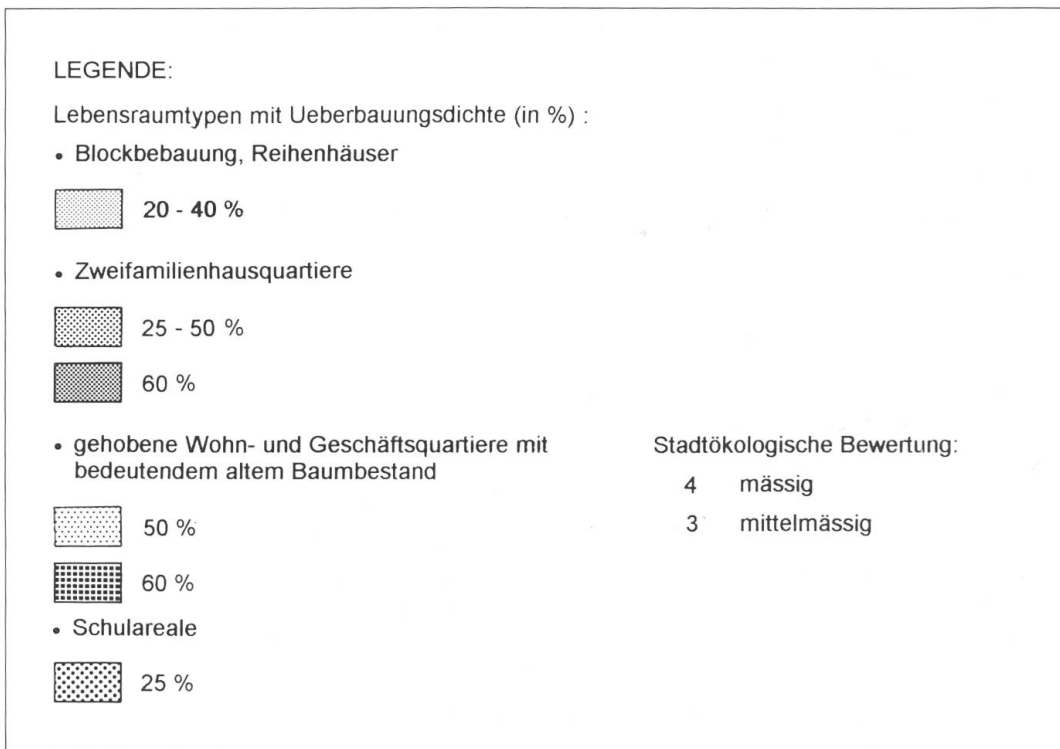 LEGENDE:
Lebensraumtypen mit Ueberbauungsdichte (in %) :
• Blockbebauung, Reihenhäuser
20 - 40 %
• Zweifamilienhausquartiere
25 - 50 %
60 %
• gehobene Wohn- und Geschäftsquartiere mit
bedeutendem altem Baumbestand
50 %
60 %
• Schulareale
25 %
Stadtökologische Bewertung:
4 mässig
3 mittelmässig